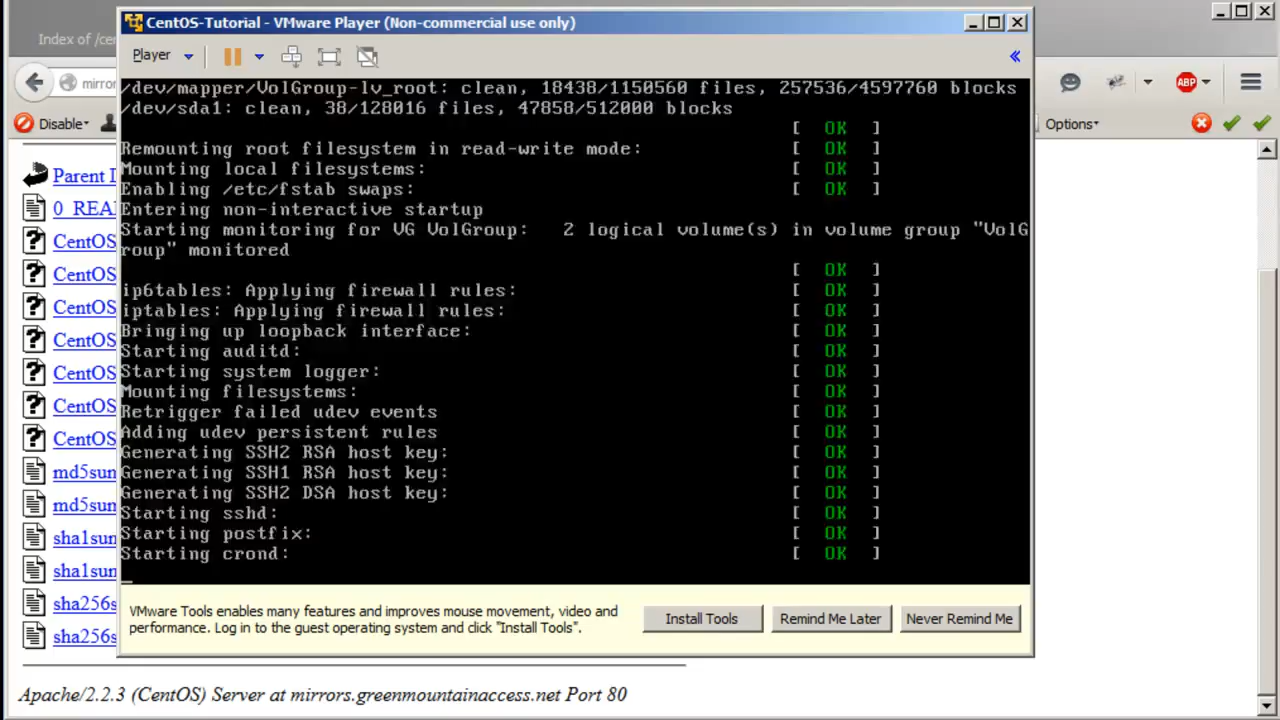 CentOS-Tutorial - VMware Player (Non-commercial use only)
Index of /cen
Player
mirror
ABP
Disable
Options
/dev/mapper/VolGroup-lv_root: clean, 18438/1150560 files, 257536/4597760 blocks
/dev/sda1: clean, 38/128016 files, 47858/512000 blocks
[ OK ]
Remounting root filesystem in read-write mode: [ OK ]
Mounting local filesystems: [ OK ]
Enabling /etc/fstab swaps: [ OK ]
Entering non-interactive startup
Starting monitoring for VG VolGroup: 2 logical volume(s) in volume group "VolG
roup" monitored
[ OK ]
ip6tables: Applying firewall rules: [ OK ]
iptables: Applying firewall rules: [ OK ]
Bringing up loopback interface: [ OK ]
Starting auditd: [ OK ]
Starting system logger: [ OK ]
Mounting filesystems: [ OK ]
Retrigger failed udev events [ OK ]
Adding udev persistent rules [ OK ]
Generating SSH2 RSA host key: [ OK ]
Generating SSH1 RSA host key: [ OK ]
Generating SSH2 DSA host key: [ OK ]
Starting sshd: [ OK ]
Starting postfix: [ OK ]
Starting crond: [ OK ]
VMware Tools enables many features and improves mouse movement, video and
performance. Log in to the guest operating system and click "Install Tools".
Install Tools
Remind Me Later
Never Remind Me
Parent D
0_REA
CentOS
CentOS
CentOS
CentOS
CentOS
CentOS
CentOS
md5sum
md5sum
sha1sum
sha1sum
sha256s
sha256s
Apache/2.2.3 (CentOS) Server at mirrors.greenmountainaccess.net Port 80